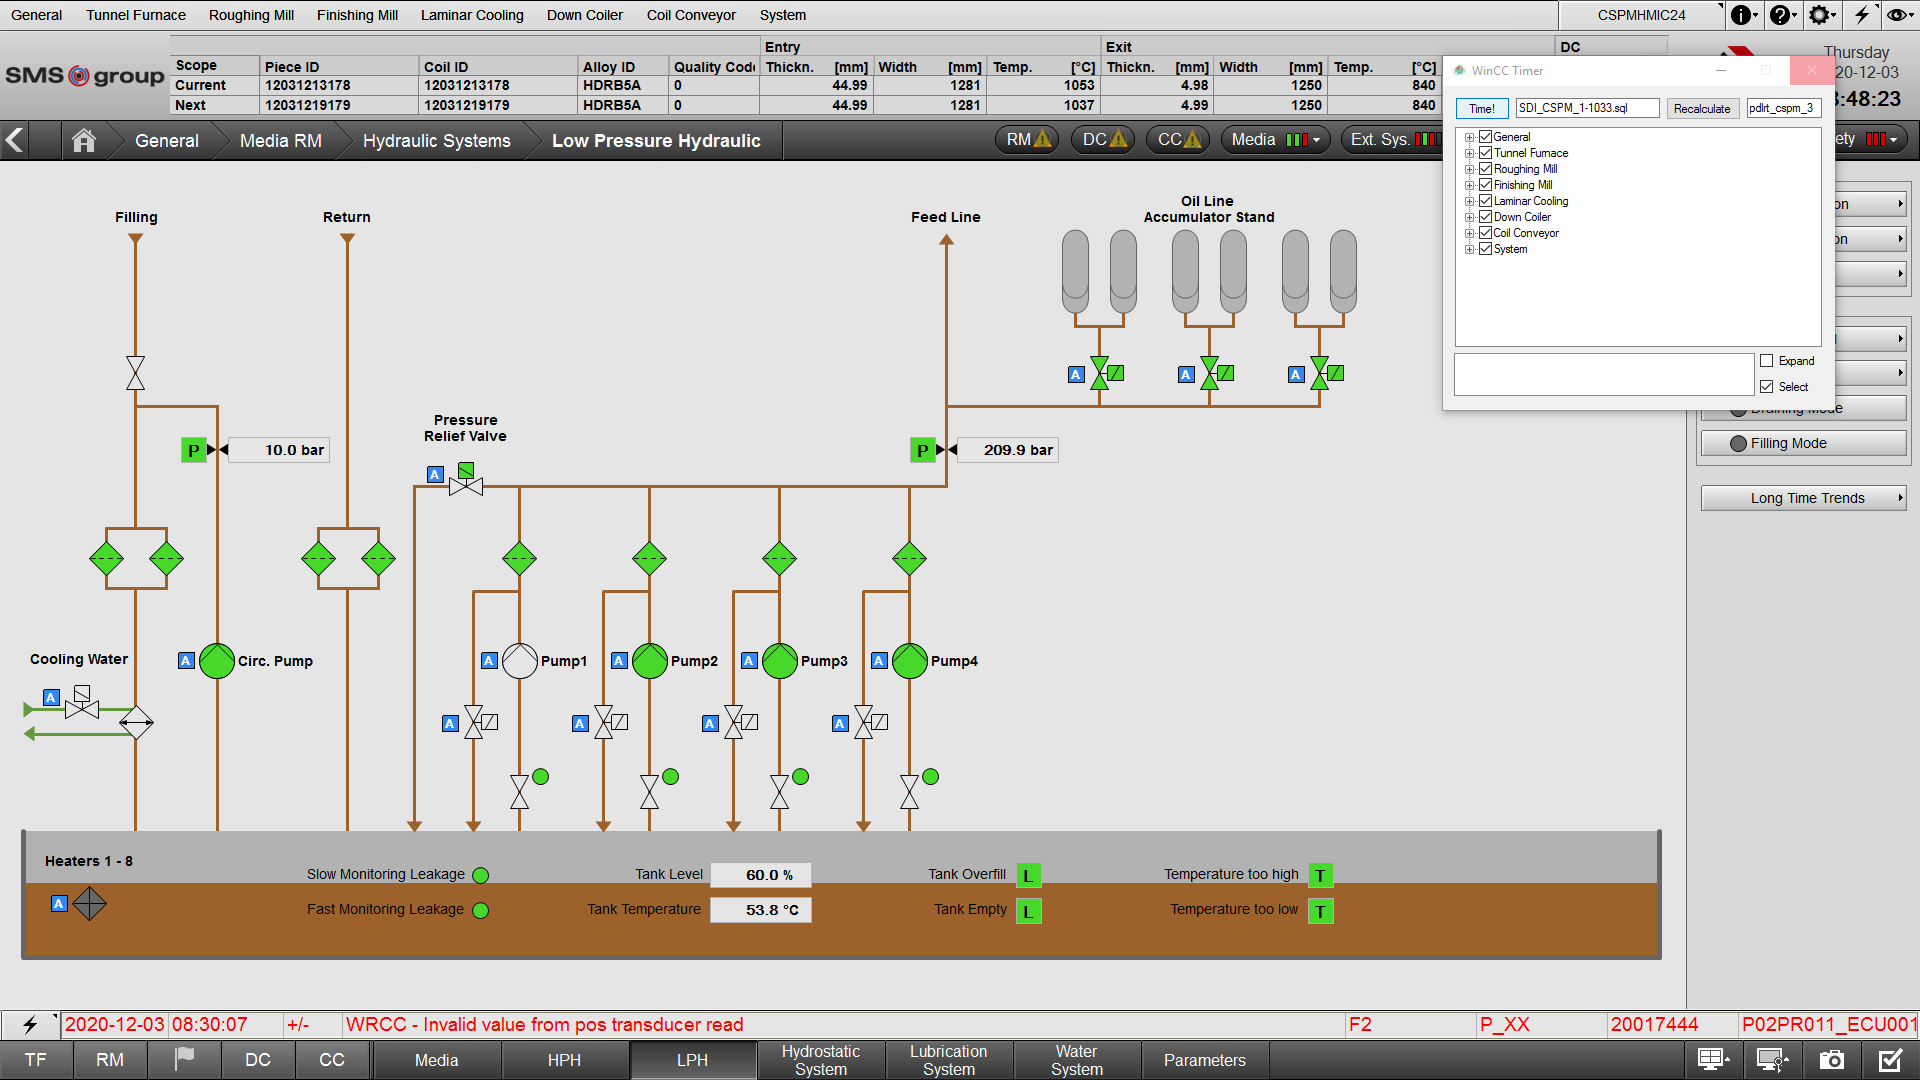 General Tunnel Furnace Roughing Mill Finishing Mill Laminar Cooling Down Coiler Coil Conveyor System CSPMHMIC24
SMS group
Entry Exit DC
Scope Piece ID Coil ID Alloy ID Quality Code Thickn. [mm] Width [mm] Temp. [°C] Thickn. [mm] Width [mm] Temp. [°C]
Current 12031213178 12031213178 HDRB5A 0 44.99 1281 1053 4.98 1250 840
Next 12031219179 12031219179 HDRB5A 0 44.99 1281 1037 4.99 1250 840
Thursday
20-12-03
:48:23
General Media RM Hydraulic Systems Low Pressure Hydraulic RM DC CC Media Ext. Sys. ety
WinCC Timer
Time! SDI_CSPM_1-1033.sql Recalculate pdlrt_cspm_3
General
Tunnel Furnace
Roughing Mill
Finishing Mill
Laminar Cooling
Down Coiler
Coil Conveyor
System
Expand
Select
on
on
Draining Mode
Filling Mode
Long Time Trends
Filling Return Feed Line
Oil Line
Accumulator Stand
A A A
Pressure
Relief Valve
P 10.0 bar
P 209.9 bar
A
Cooling Water
A Circ. Pump
A Pump1
A Pump2
A Pump3
A Pump4
A
A A A A
Heaters 1 - 8
A
Slow Monitoring Leakage
Fast Monitoring Leakage
Tank Level 60.0 %
Tank Temperature 53.8 °C
Tank Overfill L
Tank Empty L
Temperature too high T
Temperature too low T
2020-12-03 08:30:07 +/- WRCC - Invalid value from pos transducer read F2 P_XX 20017444 P02PR011_ECU001
TF RM DC CC Media HPH LPH Hydrostatic System Lubrication System Water System Parameters